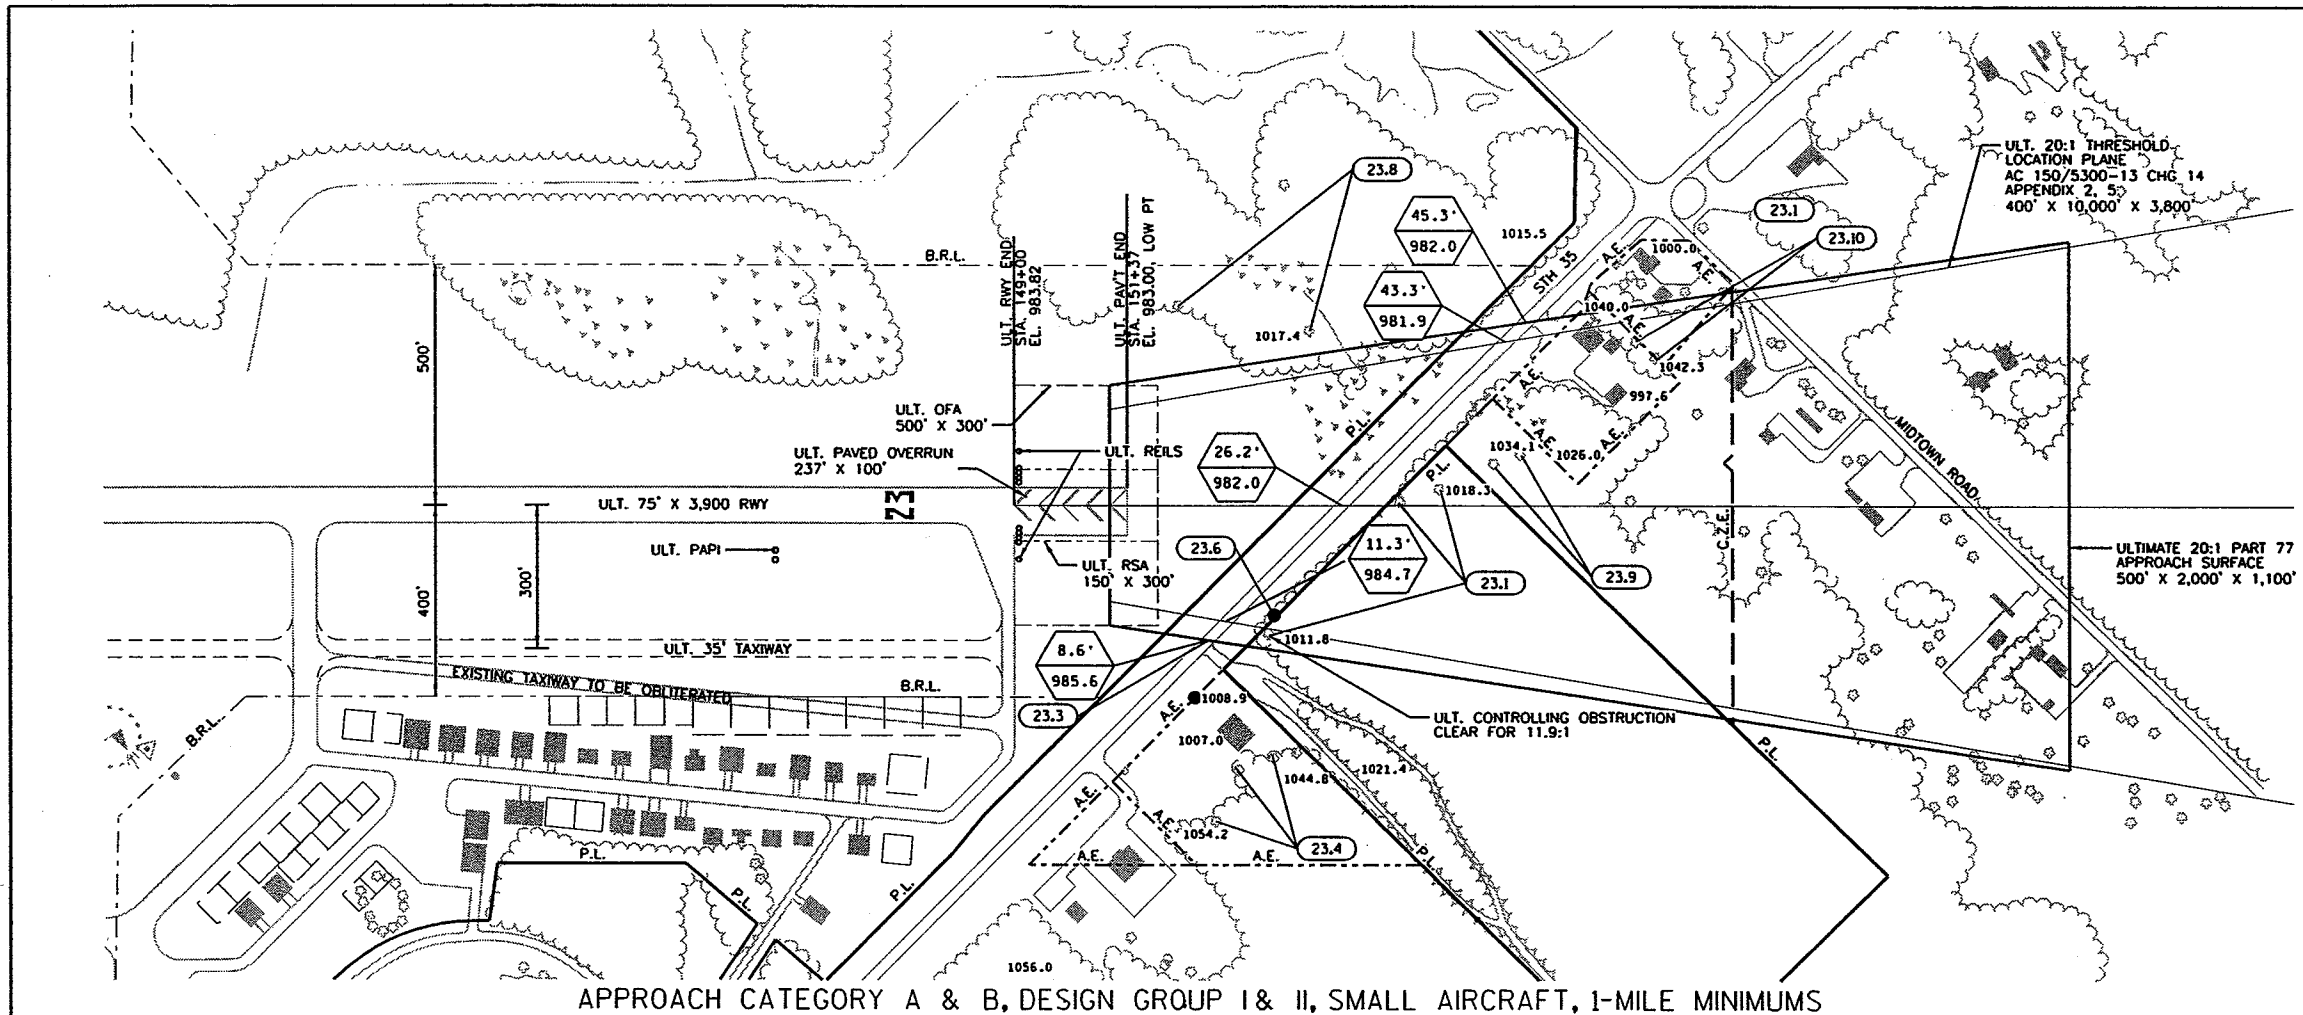 ULT. 20:1 THRESHOLD
LOCATION PLANE
AC 150/5300-13 CHG 14
APPENDIX 2, 5
400' X 10,000' X 3,800'
23.8
45.3'
982.0
1015.5
23.1
23.10
1000.0
A.E.
A.E.
STH 35
B.R.L.
ULT. RWY END
STA. 149+00
EL. 983.82
ULT. PAV'T END
STA. 151+37
EL. 983.00, LOW PT
43.3'
981.9
1040.0
A.E.
1017.4
500'
1042.3
A.E.
997.6
ULT. OFA
500' X 300'
P.L.
MIDTOWN ROAD
ULT. REILS
26.2'
982.0
1034.1
A.E.
A.E.
1026.0
ULT. PAVED OVERRUN
237' X 100'
P.L.
1018.3
23
ULT. 75' X 3,900 RWY
C.Z.E.
ULT. PAPI
23.6
11.3'
984.7
ULTIMATE 20:1 PART 77
APPROACH SURFACE
500' X 2,000' X 1,100'
300'
400'
ULT. RSA
150' X 300'
23.1
23.9
1011.8
ULT. 35' TAXIWAY
8.6'
985.6
EXISTING TAXIWAY TO BE OBLITERATED
B.R.L.
1008.9
23.3
A.E.
ULT. CONTROLLING OBSTRUCTION
CLEAR FOR 11.9:1
B.R.L.
1007.0
P.L.
1021.4
1044.8
A.E.
A.E.
1054.2
23.4
P.L.
A.E.
A.E.
P.L.
P.L.
P.L.
1056.0
APPROACH CATEGORY A & B, DESIGN GROUP I & II, SMALL AIRCRAFT, 1-MILE MINIMUMS